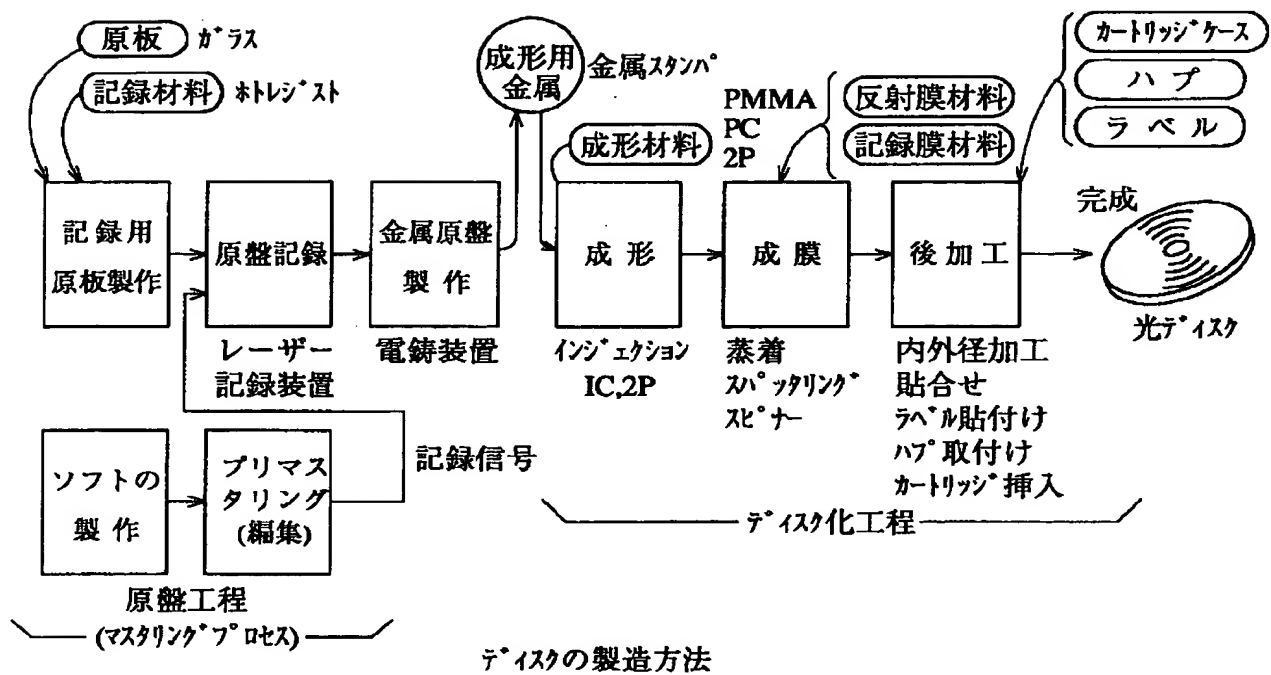 原板 ガラス
記録材料 ホトレジスト
成形用
金属
金属スタンパ
成形材料
PMMA
PC
2P
反射膜材料
記録膜材料
カートリッジケース
ハブ
ラベル
記録用
原板製作
原盤記録
金属原盤
製作
成形
成膜
後加工
完成
光ディスク
レーザー
記録装置
電鋳装置
インジェクション
IC,2P
蒸着
スパッタリング
スピナー
内外径加工
貼合せ
ラベル貼付け
ハブ取付け
カートリッジ挿入
ソフトの
製作
プリマス
タリング
(編集)
記録信号
ディスク化工程
原盤工程
(マスタリングプロセス)
ディスクの製造方法